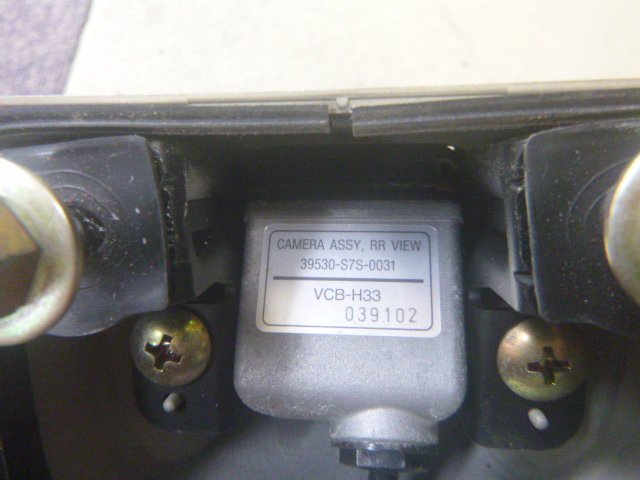 CAMERA ASSY, RR VIEW
39530-S7S-0031
VCB-H33
039102